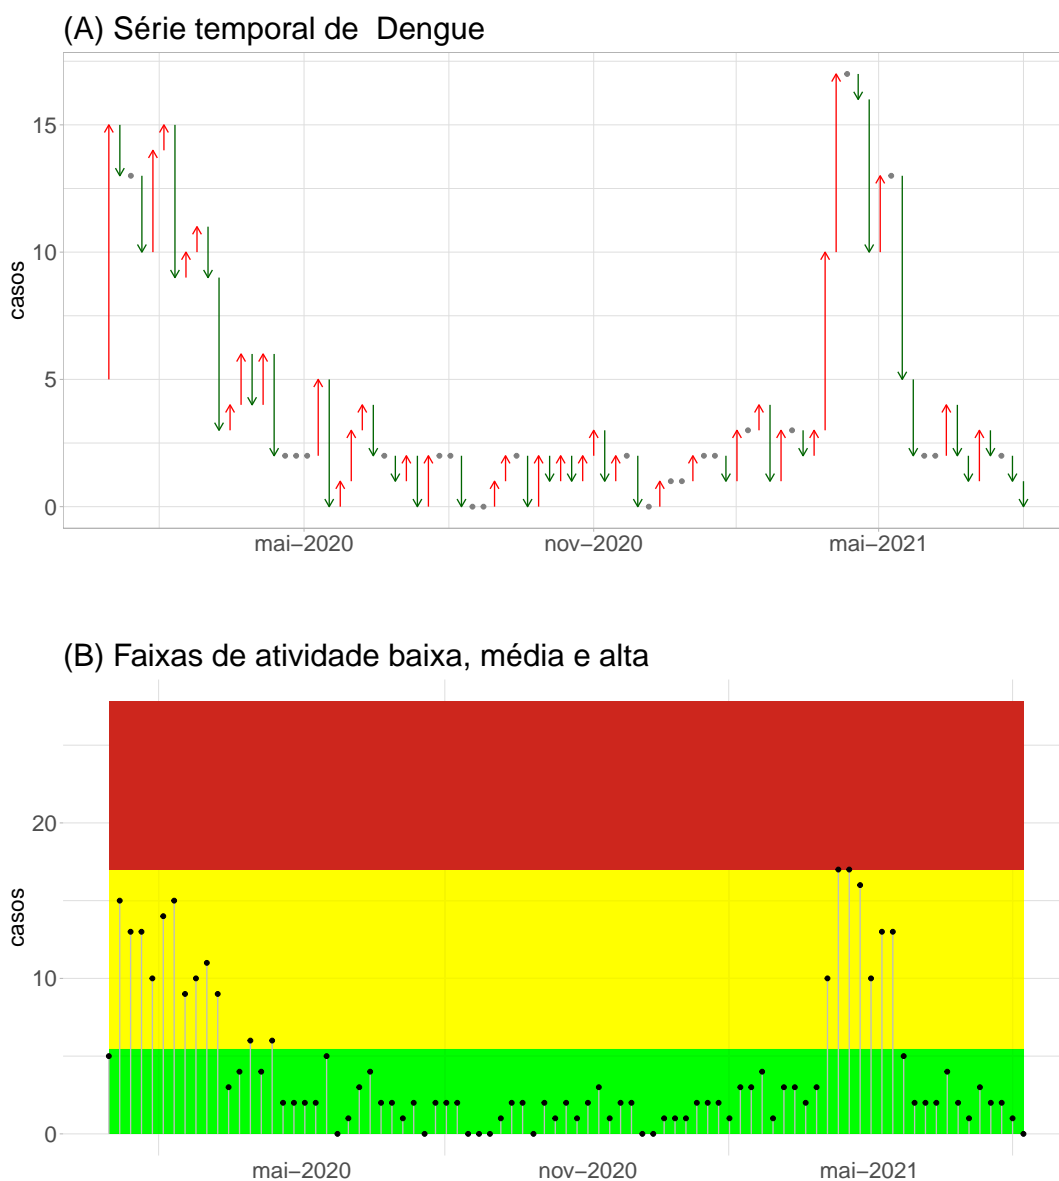 (A) Série temporal de  Dengue
15
10
5
0
casos
mai−2020
nov−2020
mai−2021
(B) Faixas de atividade baixa, média e alta
20
10
0
casos
mai−2020
nov−2020
mai−2021